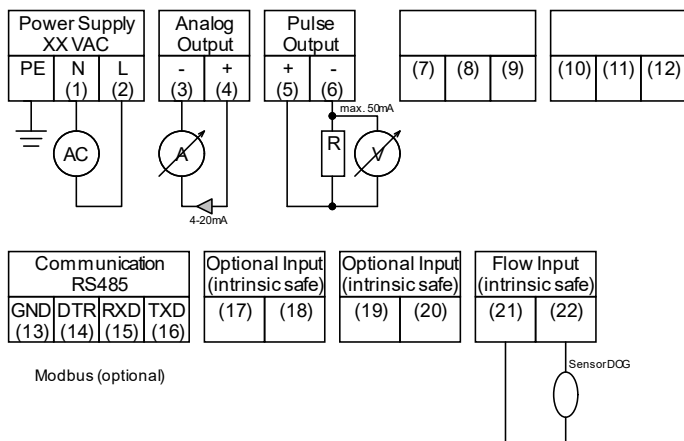 Power Supply
XX VAC
PE N L
(1) (2)
AC
Analog
Output
- +
(3) (4)
A
4-20mA
Pulse
Output
+ -
(5) (6)
max. 50mA
R
V
(7) (8) (9)
(10) (11) (12)
Communication
RS485
GND DTR RXD TXD
(13) (14) (15) (16)
Modbus (optional)
Optional Input
(intrinsic safe)
(17) (18)
Optional Input
(intrinsic safe)
(19) (20)
Flow Input
(intrinsic safe)
(21) (22)
Sensor DOG